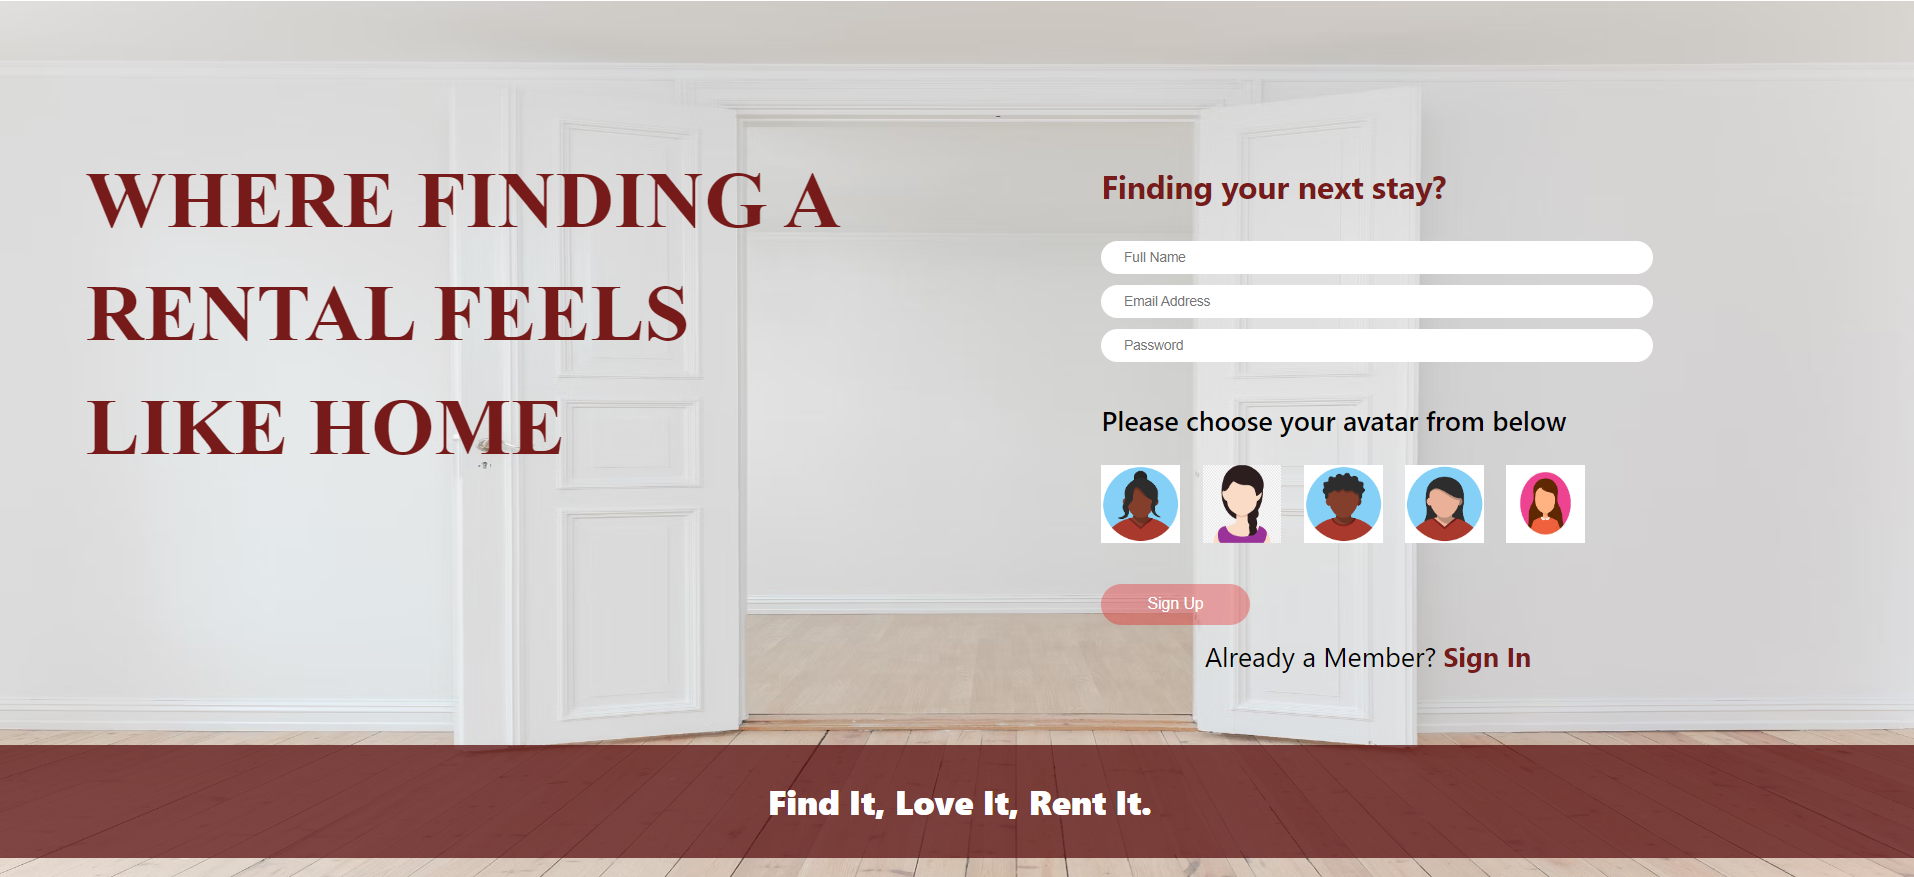 WHERE FINDING A
RENTAL FEELS
LIKE HOME
Finding your next stay?
Full Name
Email Address
Password
Please choose your avatar from below
Sign Up
Already a Member? Sign In
Find It, Love It, Rent It.